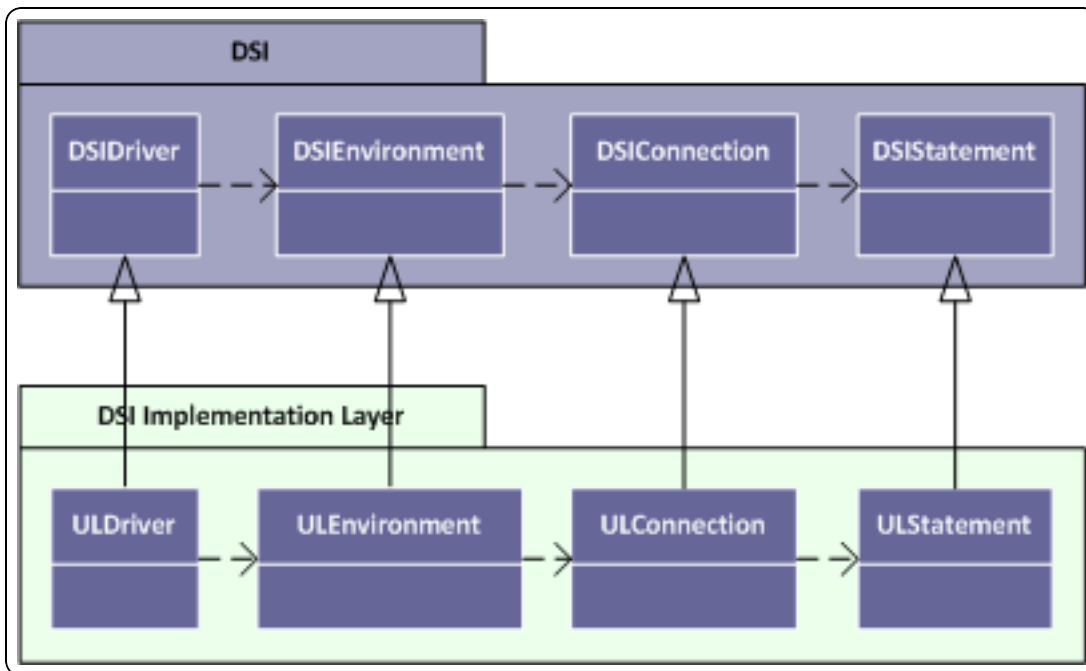 DSI
DSIDriver
DSIEnvironment
DSIConnection
DSIStatement
DSI Implementation Layer
ULDriver
ULEnvironment
ULConnection
ULStatement